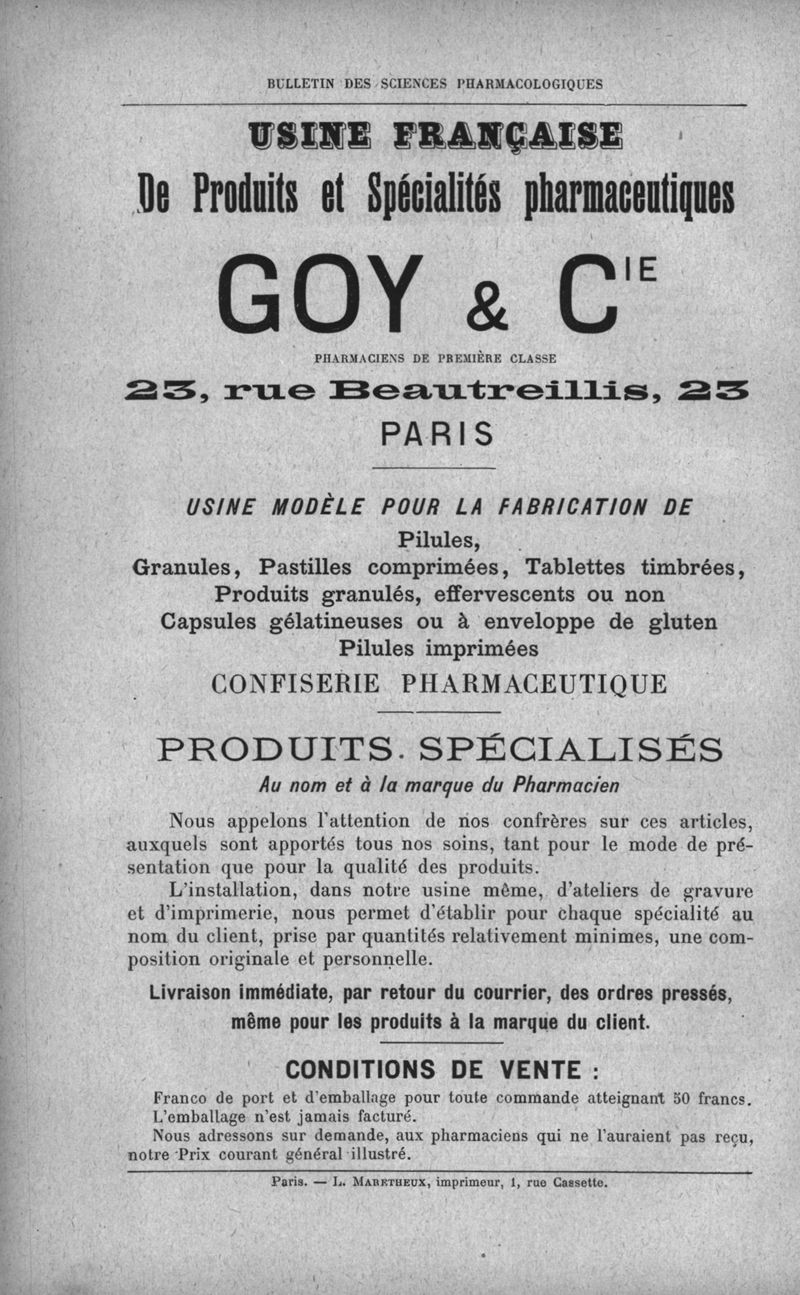 BULLETIN DES SCIENCES PHARMACOLOGIQUES
USINE FRANÇAISE
De Produits et Spécialités pharmaceutiques
GOY & CIE
PHARMACIENS DE PREMIÈRE CLASSE
23, rue Beautreillis, 23
PARIS
USINE MODÈLE POUR LA FABRICATION DE
Pilules,
Granules, Pastilles comprimées, Tablettes timbrées,
Produits granulés, effervescents ou non
Capsules gélatineuses ou à enveloppe de gluten
Pilules imprimées
CONFISERIE PHARMACEUTIQUE
PRODUITS SPÉCIALISÉS
Au nom et à la marque du Pharmacien
Nous appelons l'attention de nos confrères sur ces articles,
auxquels sont apportés tous nos soins, tant pour le mode de pré-
sentation que pour la qualité des produits.
L'installation, dans notre usine même, d'ateliers de gravure
et d'imprimerie, nous permet d'établir pour chaque spécialité au
nom du client, prise par quantités relativement minimes, une com-
position originale et personnelle.
Livraison immédiate, par retour du courrier, des ordres pressés,
même pour les produits à la marque du client.
CONDITIONS DE VENTE :
Franco de port et d'emballage pour toute commande atteignant 50 francs.
L'emballage n'est jamais facturé.
Nous adressons sur demande, aux pharmaciens qui ne l'auraient pas reçu,
notre Prix courant général illustré.
Paris. — L. MARETHEUX, imprimeur, 1, rue Cassette.